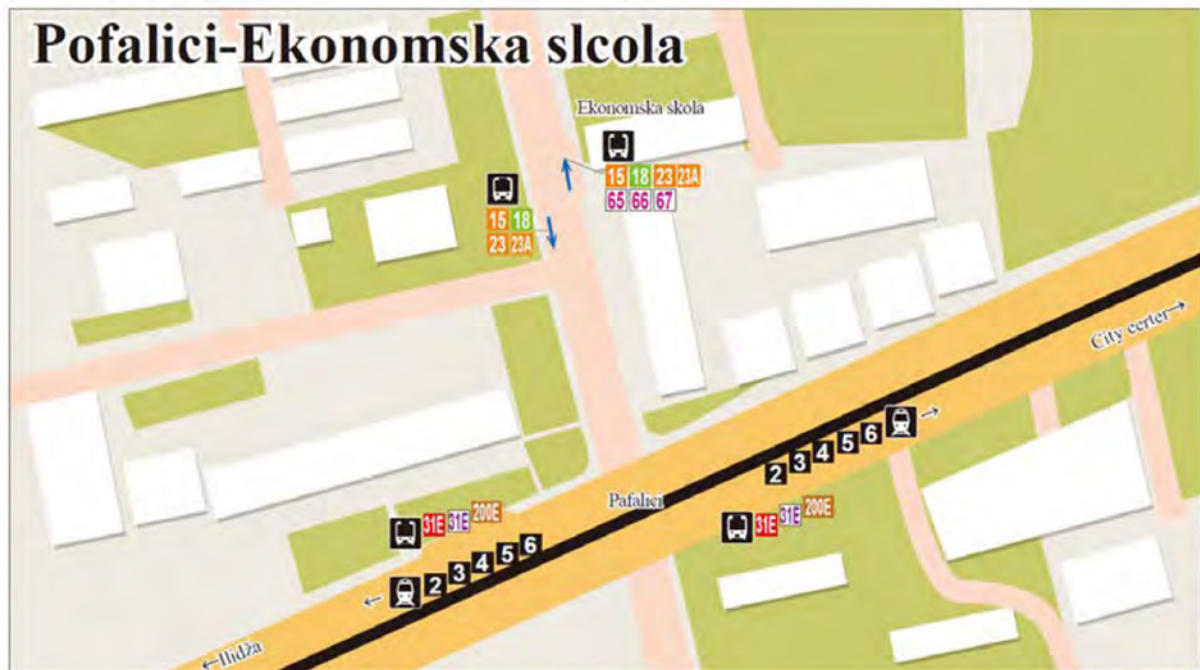 Pofalici-Ekonomska slcola
Ekonomska skola
15 18 23 23A
65 66 67
15 18
23 23A
City certer→
2 3 4 5 6 →
Pafalici
31E 31E 200E
31E 31E 200E
← 2 3 4 5 6
←Ilidža